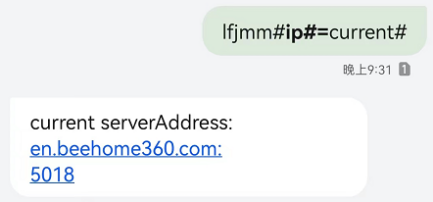 lfjmm#ip#=current#
晚上9:31 1
current serverAddress:
en.beehome360.com:
5018